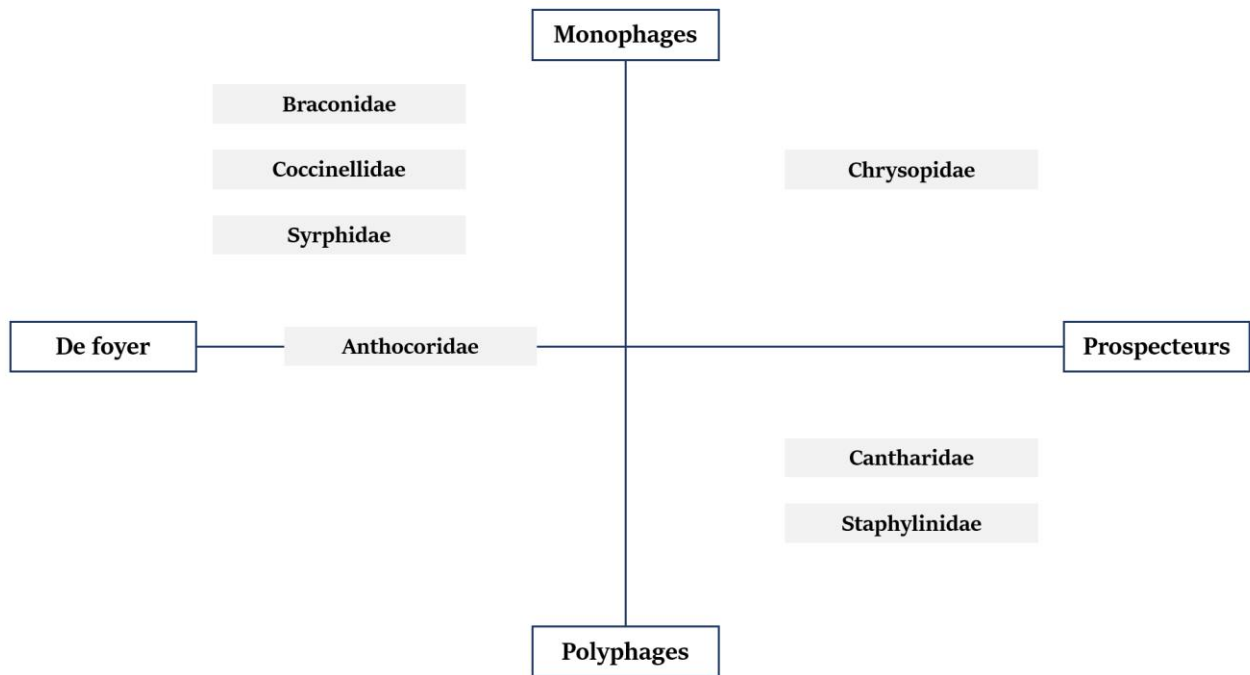 Monophages
Braconidae
Coccinellidae
Chrysopidae
Syrphidae
De foyer
Anthocoridae
Prospecteurs
Cantharidae
Staphylinidae
Polyphages